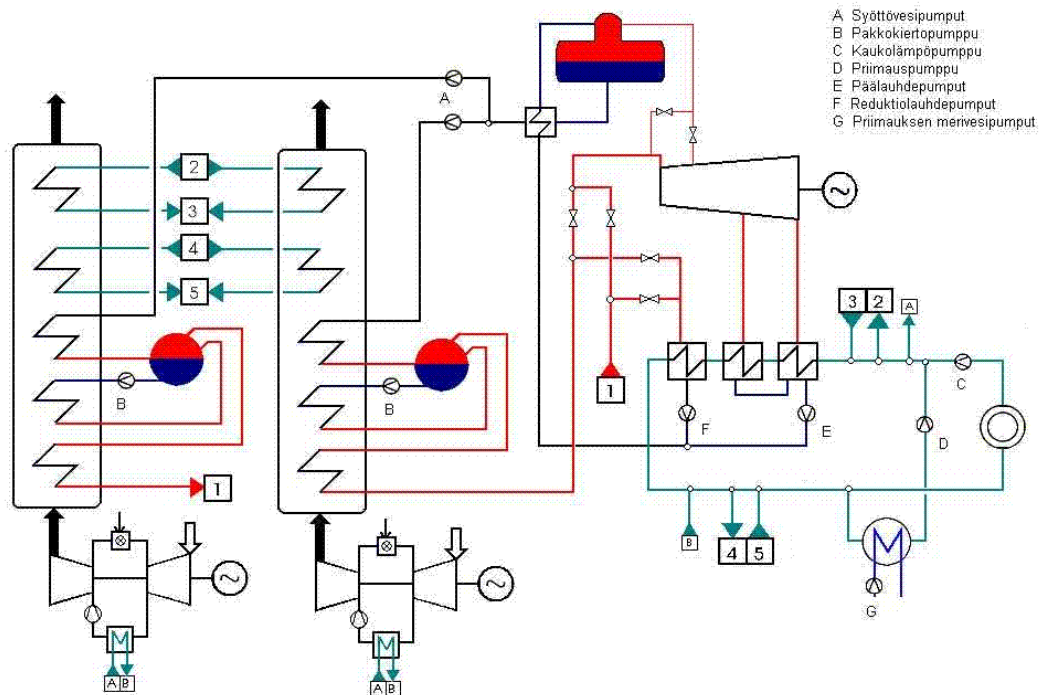 A Syöttövesipumput
B Pakkokiertopumppu
C Kaukolämpöpumppu
D Priimauspumppu
E Päälauhdepumput
F Reduktiolauhdepumput
G Priimauksen merivesipumput
A
2
3
4
5
B
B
1
1
3 2 A
C
F
E
D
B
4 5
G
A B
A B